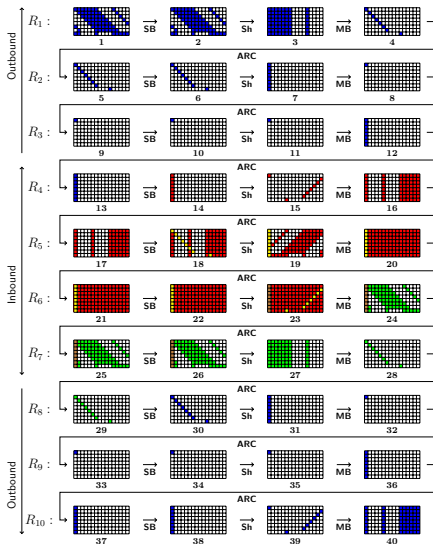 Outbound
R1 :
SB
Sh
MB
1
2
3
4
ARC
R2 :
SB
Sh
MB
5
6
7
8
ARC
R3 :
SB
Sh
MB
9
10
11
12
ARC
Inbound
R4 :
SB
Sh
MB
13
14
15
16
ARC
R5 :
SB
Sh
MB
17
18
19
20
ARC
R6 :
SB
Sh
MB
21
22
23
24
ARC
R7 :
SB
Sh
MB
25
26
27
28
ARC
Outbound
R8 :
SB
Sh
MB
29
30
31
32
ARC
R9 :
SB
Sh
MB
33
34
35
36
ARC
R10 :
SB
Sh
MB
37
38
39
40